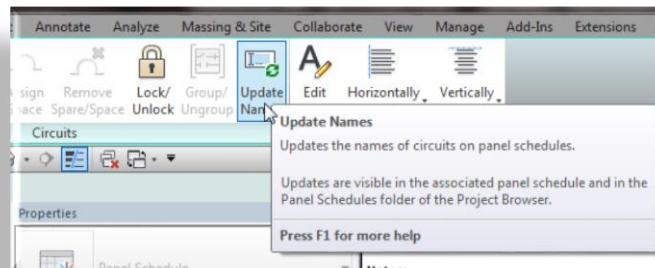 Annotate Analyze Massing & Site Collaborate View Manage Add-Ins Extensions
Remove Lock/ Group/ Update Edit Horizontally Vertically
Spare/Space Unlock Ungroup
Circuits
Update Names
Updates the names of circuits on panel schedules.
Updates are visible in the associated panel schedule and in the
Panel Schedules folder of the Project Browser.
Properties
Press F1 for more help
Panel Schedule